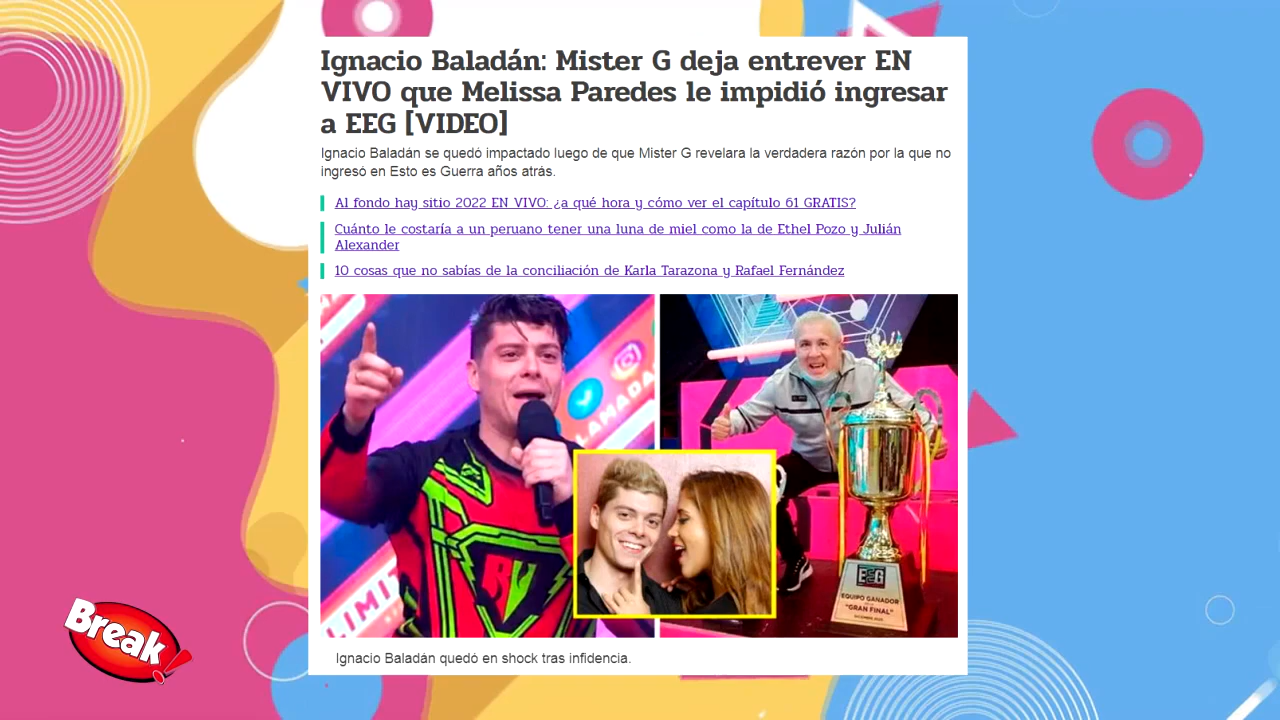 Ignacio Baladán: Mister G deja entrever EN
VIVO que Melissa Paredes le impidió ingresar
a EEG [VIDEO]
Ignacio Baladán se quedó impactado luego de que Mister G revelara la verdadera razón por la que no
ingresó en Esto es Guerra años atrás.
Al fondo hay sitio 2022 EN VIVO: ¿a qué hora y cómo ver el capítulo 61 GRATIS?
Cuánto le costaría a un peruano tener una luna de miel como la de Ethel Pozo y Julián
Alexander
10 cosas que no sabías de la conciliación de Karla Tarazona y Rafael Fernández
LAMADA
LIMIT
RV
EEG
EQUIPO GANADOR
"GRAN FINAL"
Ignacio Baladán quedó en shock tras infidencia.
Break!